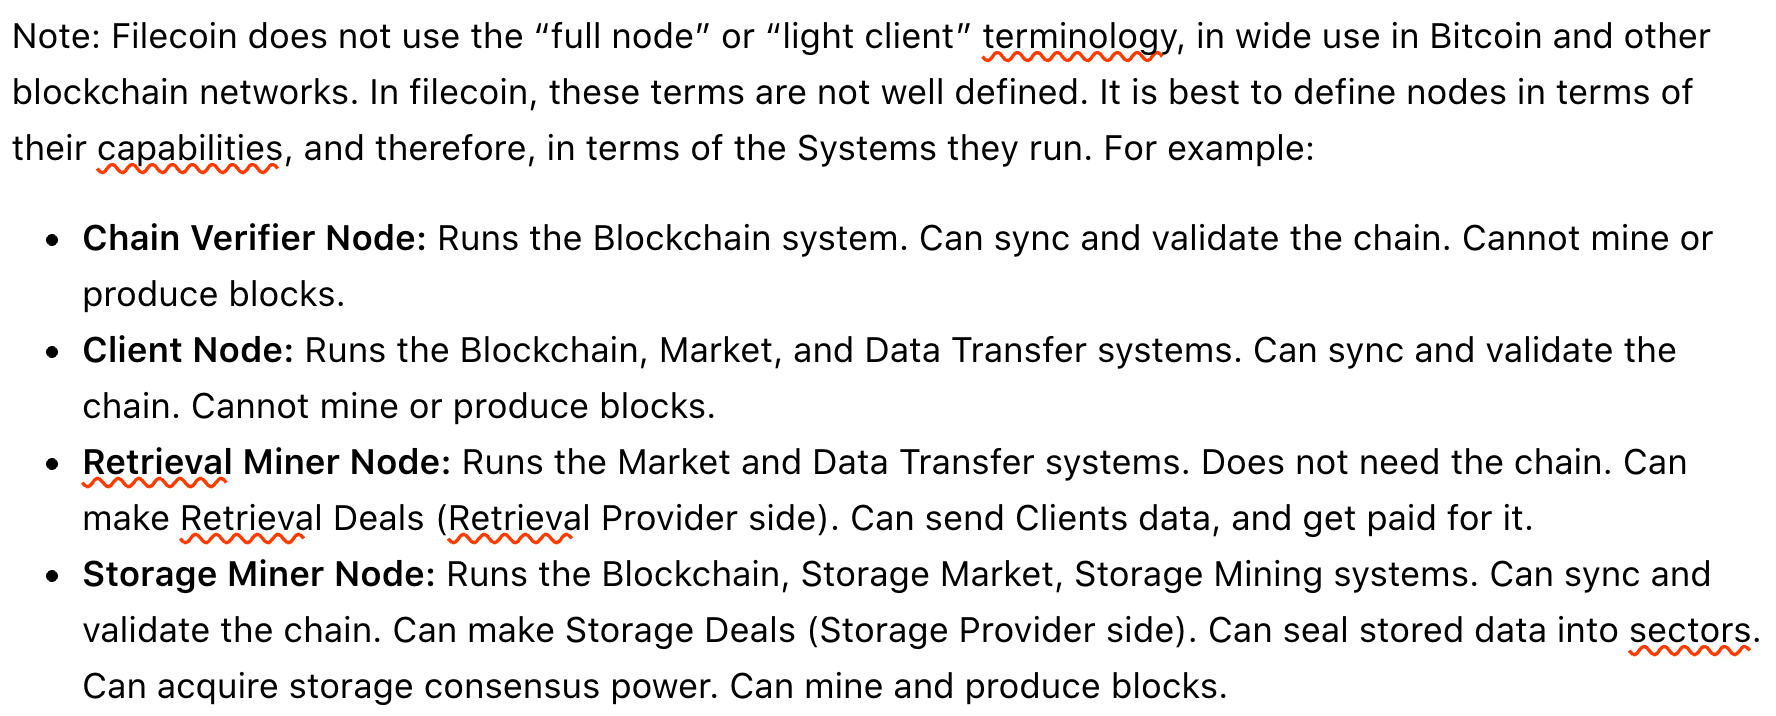 Note: Filecoin does not use the “full node” or “light client” terminology, in wide use in Bitcoin and other
blockchain networks. In filecoin, these terms are not well defined. It is best to define nodes in terms of
their capabilities, and therefore, in terms of the Systems they run. For example:
• Chain Verifier Node: Runs the Blockchain system. Can sync and validate the chain. Cannot mine or
produce blocks.
• Client Node: Runs the Blockchain, Market, and Data Transfer systems. Can sync and validate the
chain. Cannot mine or produce blocks.
• Retrieval Miner Node: Runs the Market and Data Transfer systems. Does not need the chain. Can
make Retrieval Deals (Retrieval Provider side). Can send Clients data, and get paid for it.
• Storage Miner Node: Runs the Blockchain, Storage Market, Storage Mining systems. Can sync and
validate the chain. Can make Storage Deals (Storage Provider side). Can seal stored data into sectors.
Can acquire storage consensus power. Can mine and produce blocks.